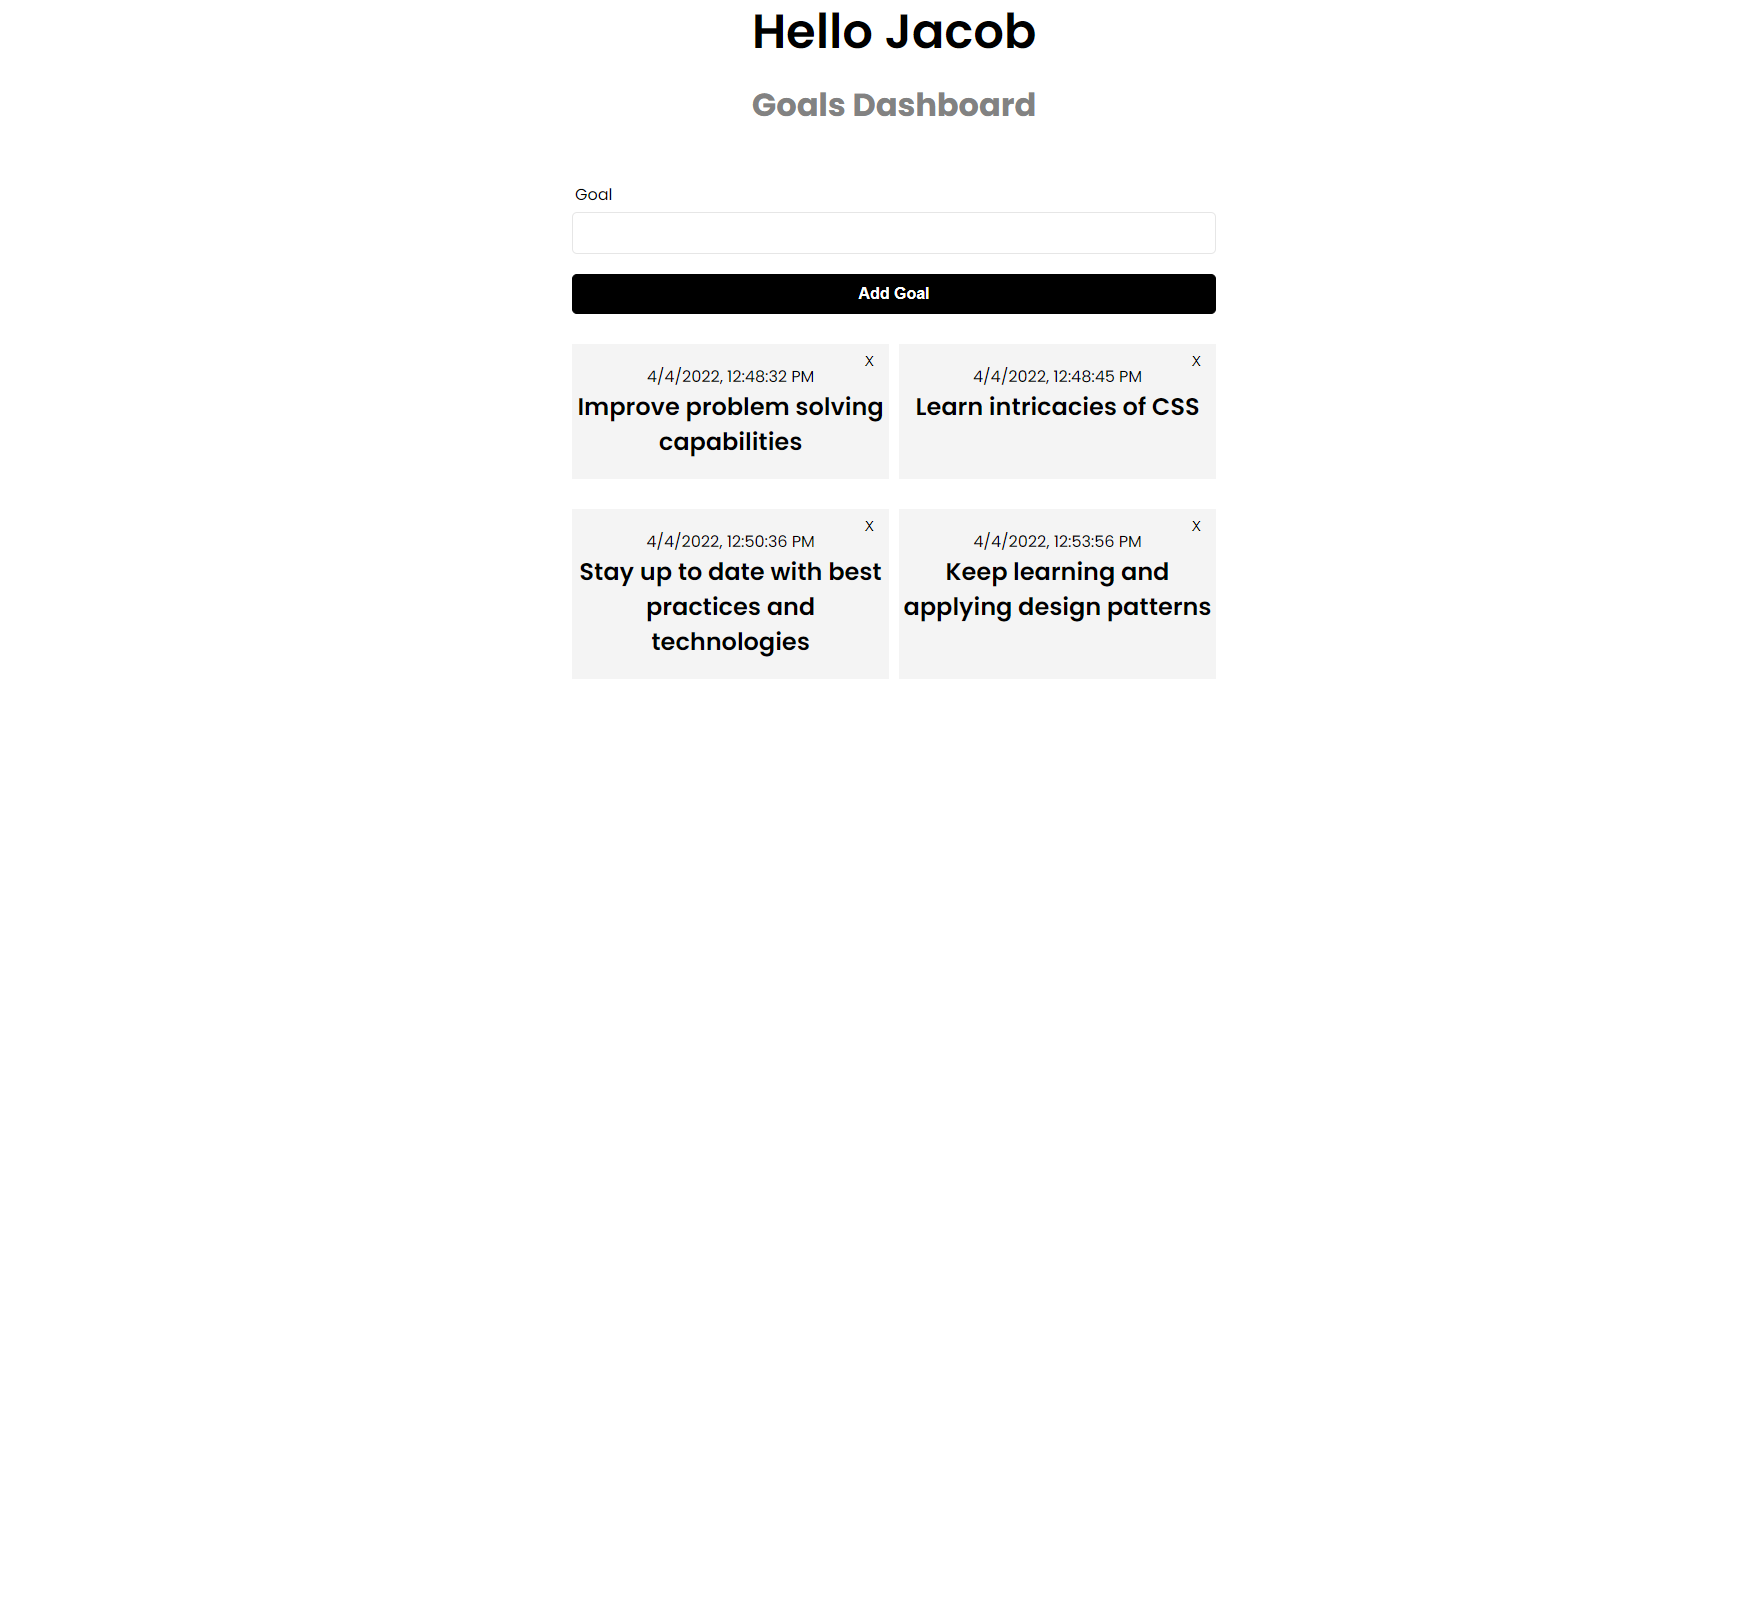 Hello Jacob
Goals Dashboard
Goal
Add Goal
X
4/4/2022, 12:48:32 PM
Improve problem solving
capabilities
X
4/4/2022, 12:48:45 PM
Learn intricacies of CSS
X
4/4/2022, 12:50:36 PM
Stay up to date with best
practices and
technologies
X
4/4/2022, 12:53:56 PM
Keep learning and
applying design patterns